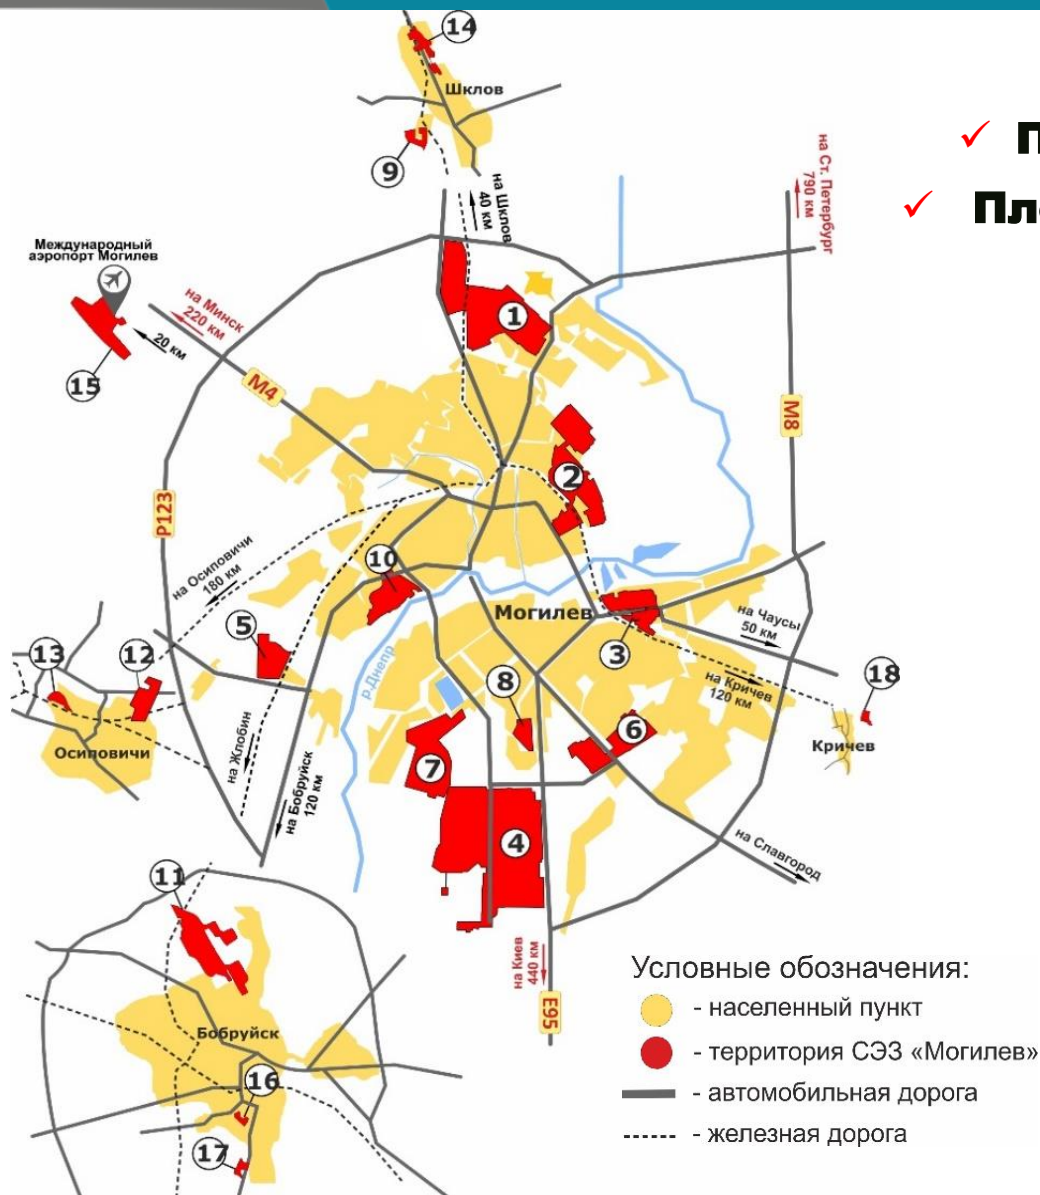 14
Шклов
9
на Шклов
40 км
на Ст. Петербург
790 км
Международный
аэропорт Могилев
на Минск
220 км
20 км
15
1
М4
М8
2
Р123
на Осиповичи
180 км
10
Могилев
на Чаусы
50 км
5
3
13
12
18
р.Днепр
8
на Кричев
120 км
6
Осиповичи
на Жлобин
на Бобруйск
120 км
7
Кричев
4
на Славгород
11
на Киев
440 км
Е95
Бобруйск
16
17
Условные обозначения:
- населенный пункт
- территория СЭЗ «Могилев»
- автомобильная дорога
- железная дорога